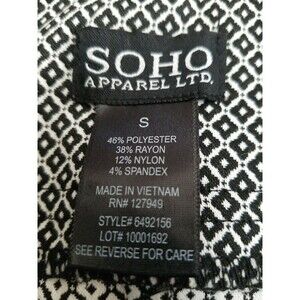 SOHO
APPAREL LTD.
S
46% POLYESTER
38% RAYON
12% NYLON
4% SPANDEX
MADE IN VIETNAM
RN# 127949
STYLE# 6492156
LOT# 10001692
SEE REVERSE FOR CARE